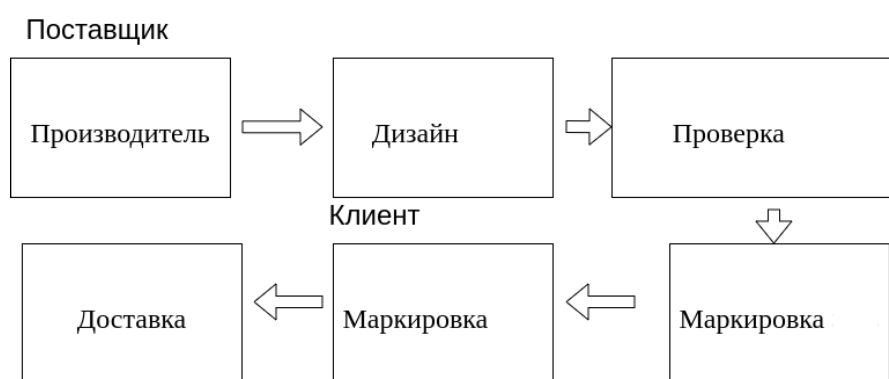 Поставщик
Производитель
Дизайн
Проверка
Клиент
Доставка
Маркировка
Маркировка